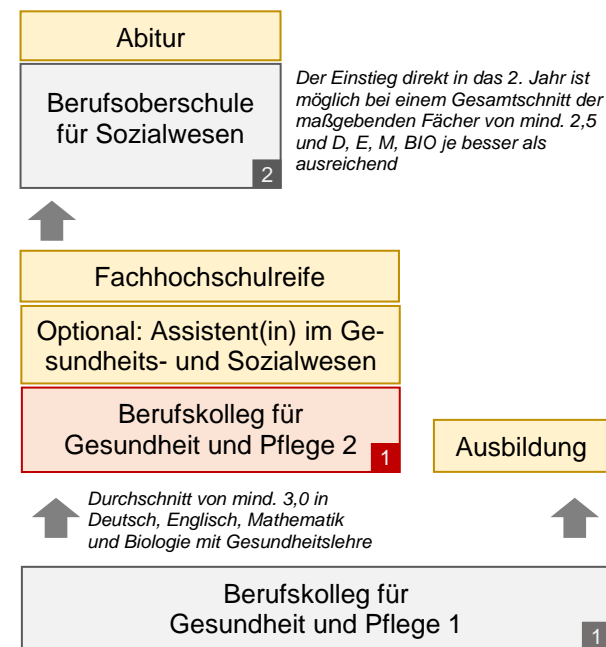 Abitur
Berufsoberschule
für Sozialwesen
2
Der Einstieg direkt in das 2. Jahr ist
möglich bei einem Gesamtschnitt der
maßgebenden Fächer von mind. 2,5
und D, E, M, BIO je besser als
ausreichend
Fachhochschulreife
Optional: Assistent(in) im Ge-
sundheits- und Sozialwesen
Berufskolleg für
Gesundheit und Pflege 2
1
Ausbildung
Durchschnitt von mind. 3,0 in
Deutsch, Englisch, Mathematik
und Biologie mit Gesundheitslehre
Berufskolleg für
Gesundheit und Pflege 1
1